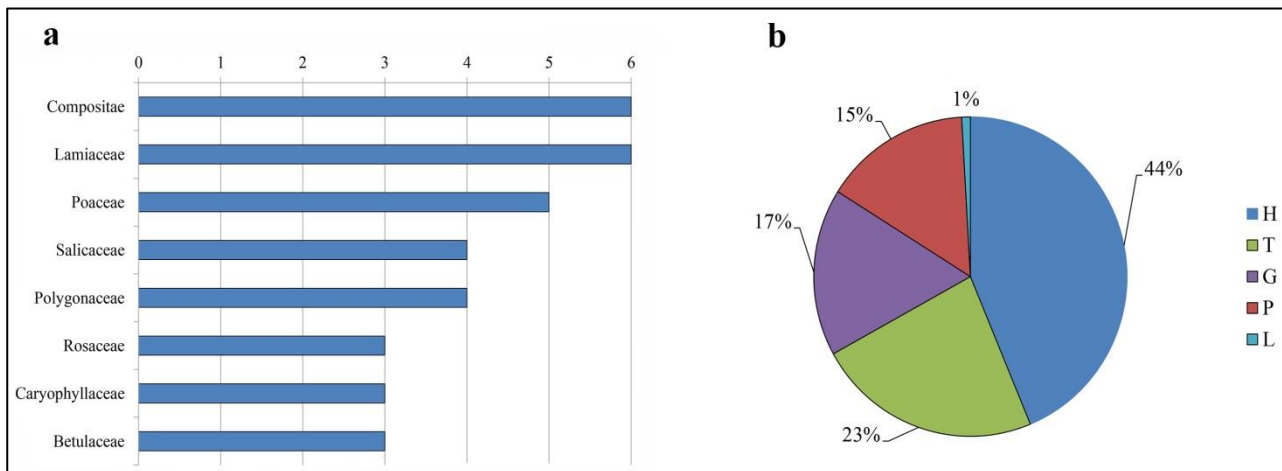 a
0 1 2 3 4 5 6
Compositae
Lamiaceae
Poaceae
Salicaceae
Polygonaceae
Rosaceae
Caryophyllaceae
Betulaceae
b
1%
15%
44%
17%
23%
H
T
G
P
L